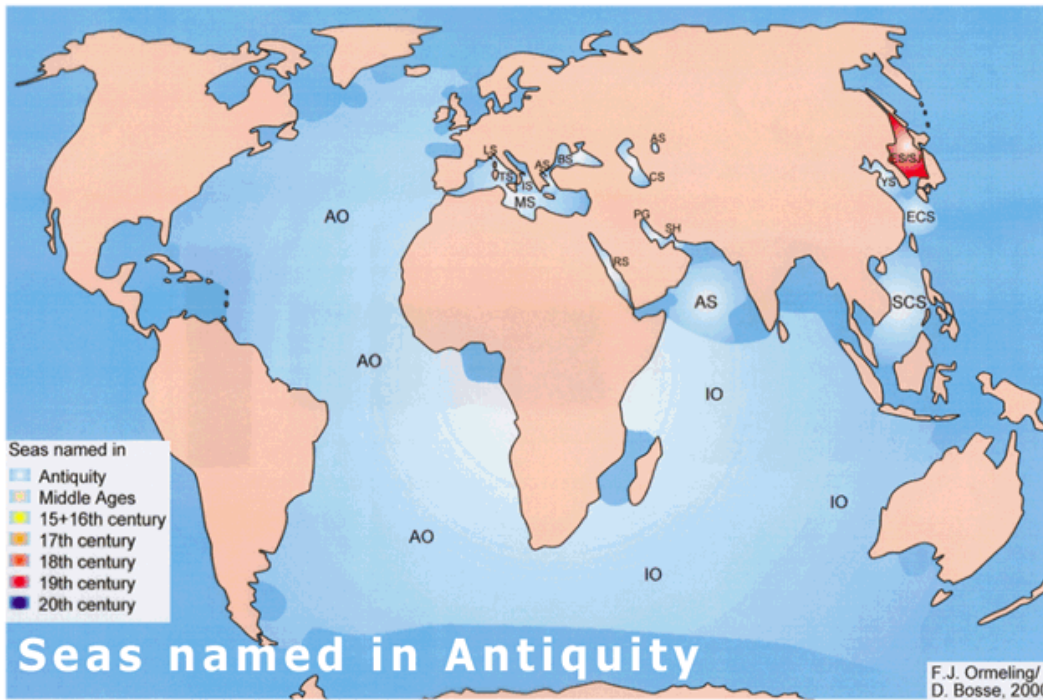 AS
LS
AS
BS
ES/SJ
TS
IS
CS
YS
MS
PG
AO
ECS
SH
RS
AS
SCS
AO
IO
Seas named in
Antiquity
Middle Ages
15+16th century
17th century
18th century
19th century
20th century
IO
AO
IO
Seas named in Antiquity
F.J. Ormeling/
D. Bosse, 2006